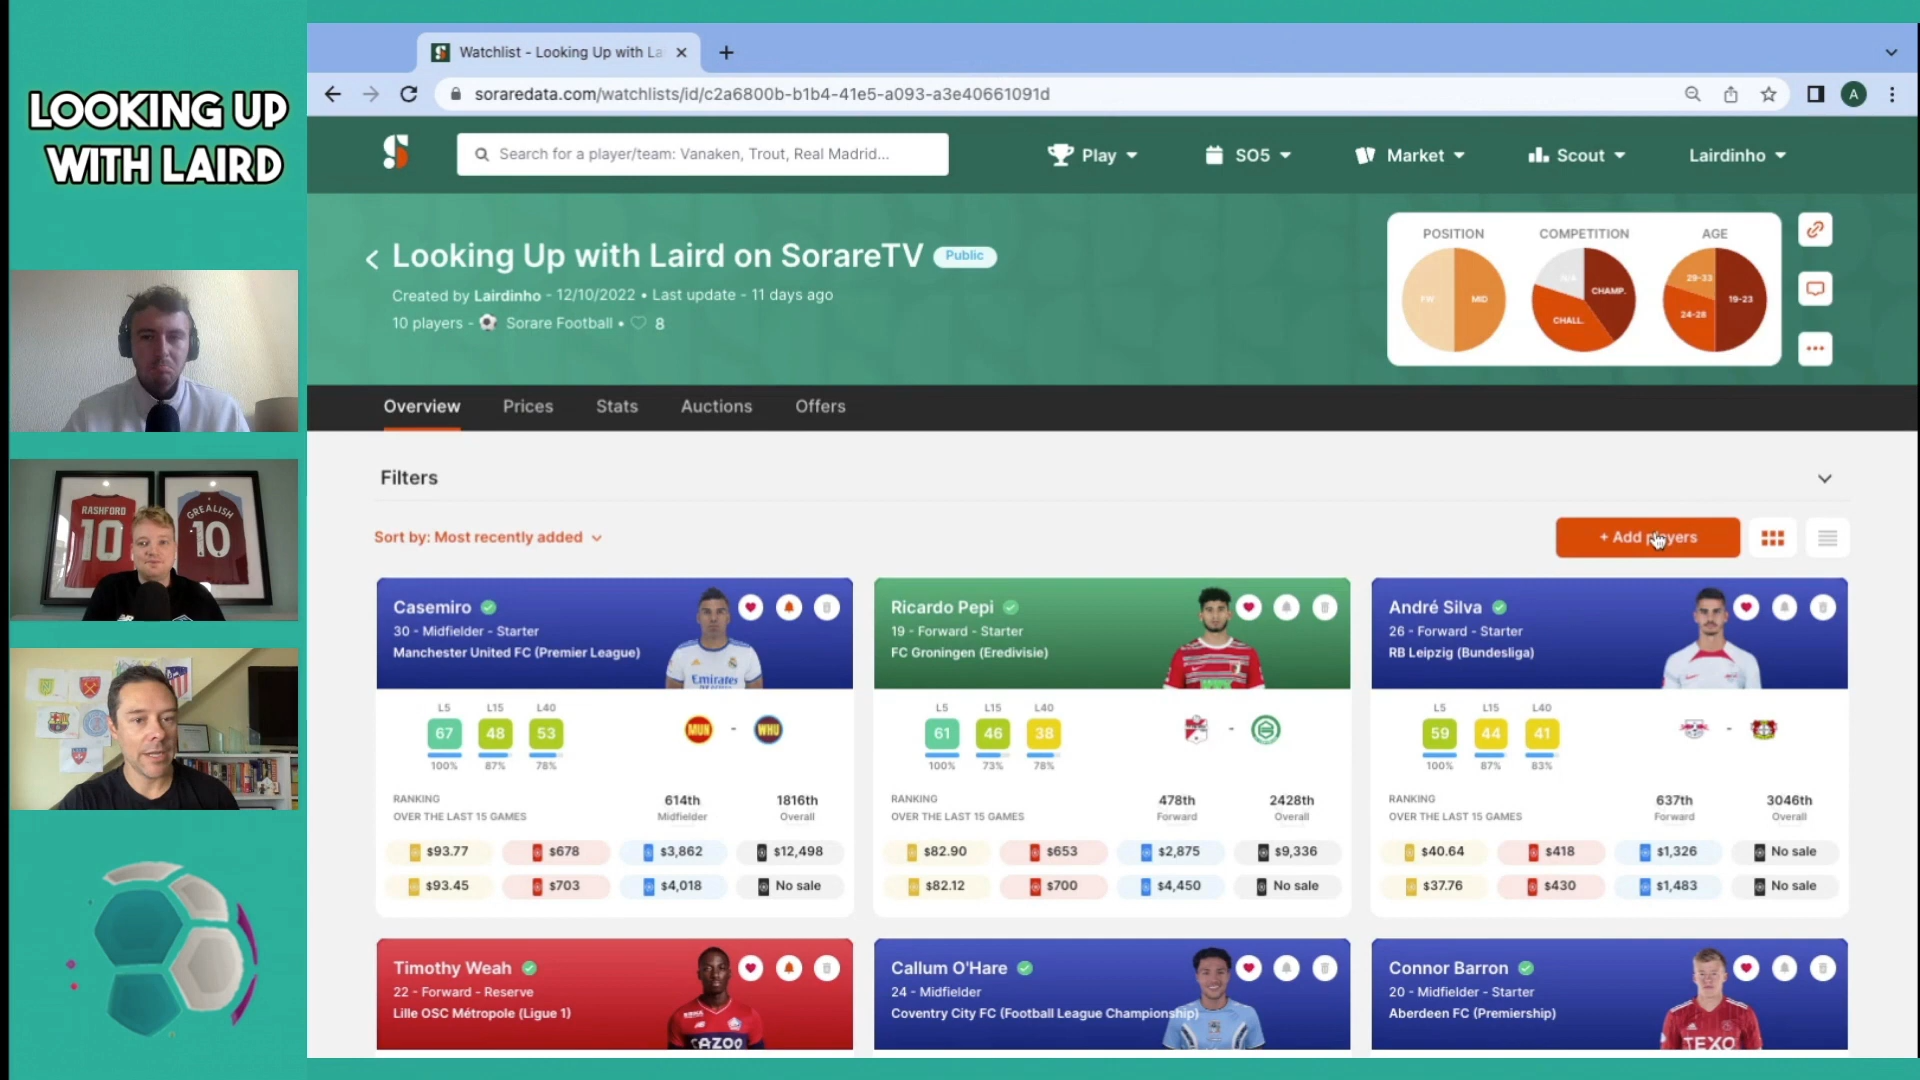 LOOKING UP
WITH LAIRD
RASHFORD
10
GREALISH
10
Watchlist - Looking Up with La
soraredata.com/watchlists/id/c2a6800b-b1b4-41e5-a093-a3e40661091d
A
Search for a player/team: Vanaken, Trout, Real Madrid...
Play
SO5
Market
Scout
Lairdinho
Looking Up with Laird on SorareTV
Public
Created by Lairdinho - 12/10/2022 • Last update - 11 days ago
10 players - Sorare Football • 8
POSITION
COMPETITION
AGE
FW
MID
N/A
CHAMP.
CHALL.
29-33
19-23
24-28
Overview
Prices
Stats
Auctions
Offers
Filters
Sort by: Most recently added
+ Add players
Casemiro
30 - Midfielder - Starter
Manchester United FC (Premier League)
Emirates
L5 L15 L40
67 48 53
100% 87% 78%
MUN - WHU
RANKING
OVER THE LAST 15 GAMES
614th
Midfielder
1816th
Overall
$93.77 $678 $3,862 $12,498
$93.45 $703 $4,018 No sale
Ricardo Pepi
19 - Forward - Starter
FC Groningen (Eredivisie)
L5 L15 L40
61 46 38
100% 73% 78%
-
RANKING
OVER THE LAST 15 GAMES
478th
Forward
2428th
Overall
$82.90 $653 $2,875 $9,336
$82.12 $700 $4,450 No sale
André Silva
26 - Forward - Starter
RB Leipzig (Bundesliga)
L5 L15 L40
59 44 41
100% 87% 83%
-
RANKING
OVER THE LAST 15 GAMES
637th
Forward
3046th
Overall
$40.64 $418 $1,326 No sale
$37.76 $430 $1,483 No sale
Timothy Weah
22 - Forward - Reserve
Lille OSC Métropole (Ligue 1)
CAZOO
Callum O'Hare
24 - Midfielder
Coventry City FC (Football League Championship)
Connor Barron
20 - Midfielder - Starter
Aberdeen FC (Premiership)
TEXO